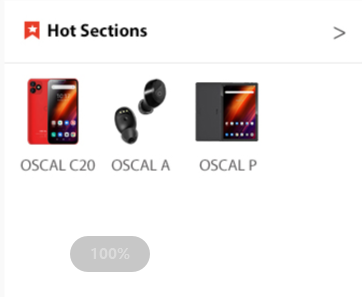 Hot Sections >
OSCAL C20 OSCAL A OSCAL P
100%